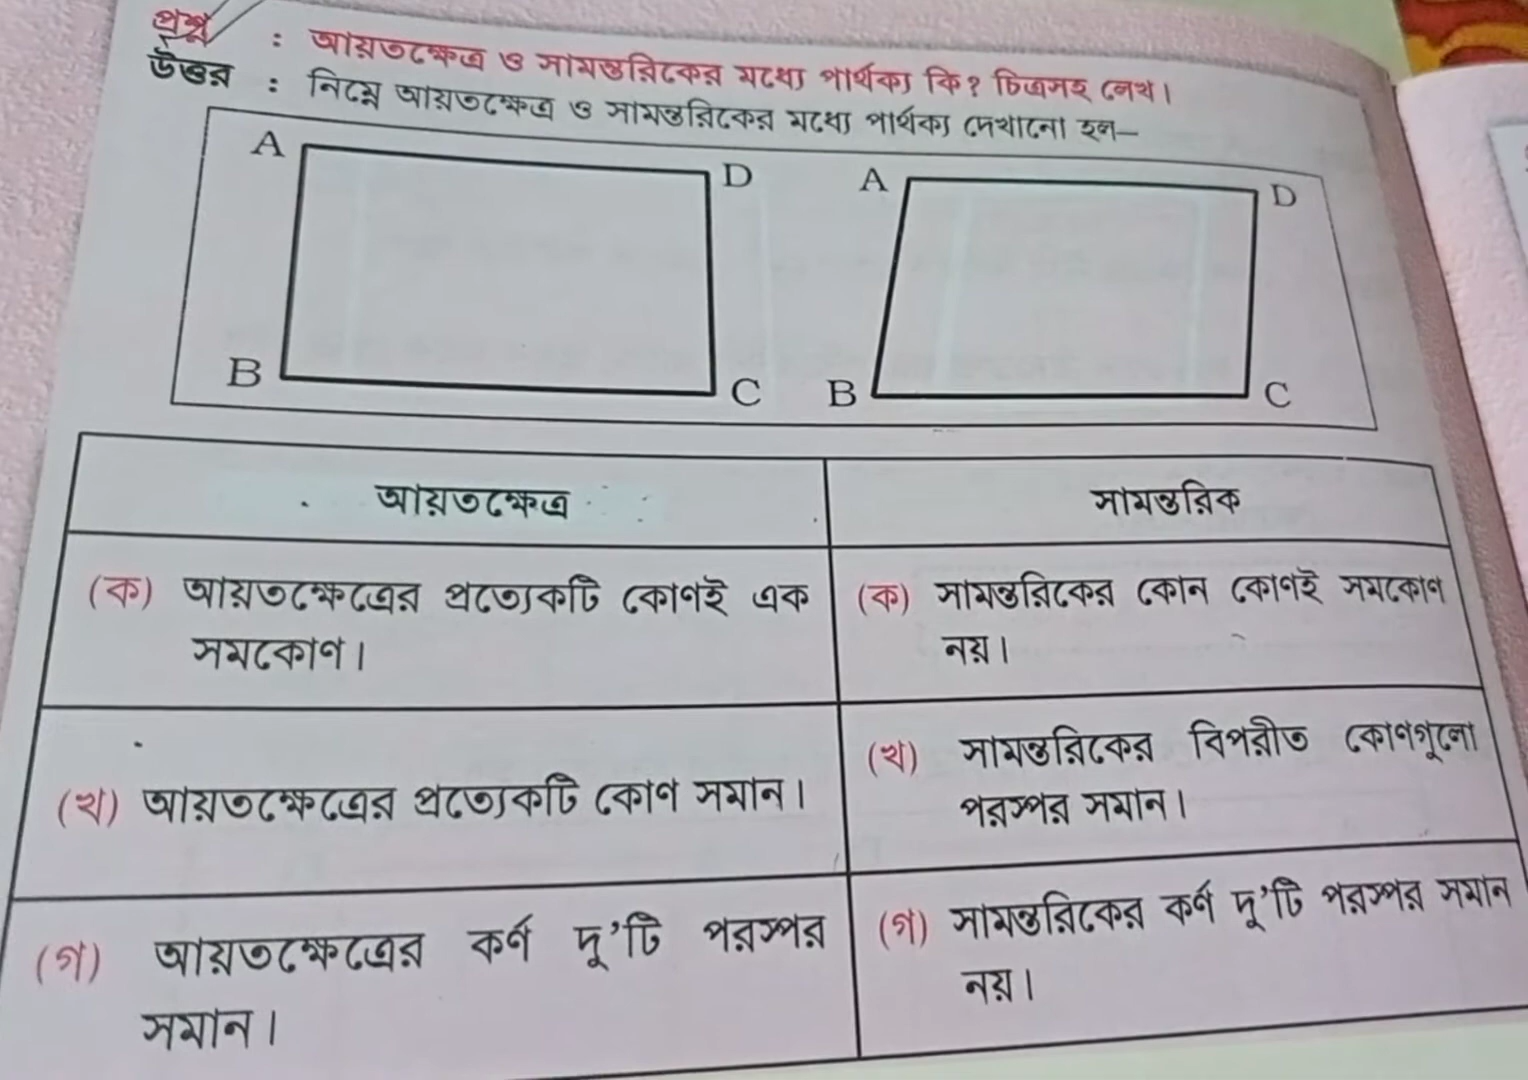 প্রশ্ন : আয়তক্ষেত্র ও সামন্তরিকের মধ্যে পার্থক্য কি? চিত্রসহ লেখ।
উত্তর : নিম্নে আয়তক্ষেত্র ও সামন্তরিকের মধ্যে পার্থক্য দেখানো হল—
A D A D
B C B C
আয়তক্ষেত্র সামন্তরিক
(ক) আয়তক্ষেত্রের প্রত্যেকটি কোণই এক
সমকোণ।
(ক) সামন্তরিকের কোন কোণই সমকোণ
নয়।
(খ) আয়তক্ষেত্রের প্রত্যেকটি কোণ সমান।
(খ) সামন্তরিকের বিপরীত কোণগূলো
পরস্পর সমান।
(গ) আয়তক্ষেত্রের কর্ণ দু’টি পরস্পর
সমান।
(গ) সামন্তরিকের কর্ণ দু’টি পরস্পর সমান
নয়।